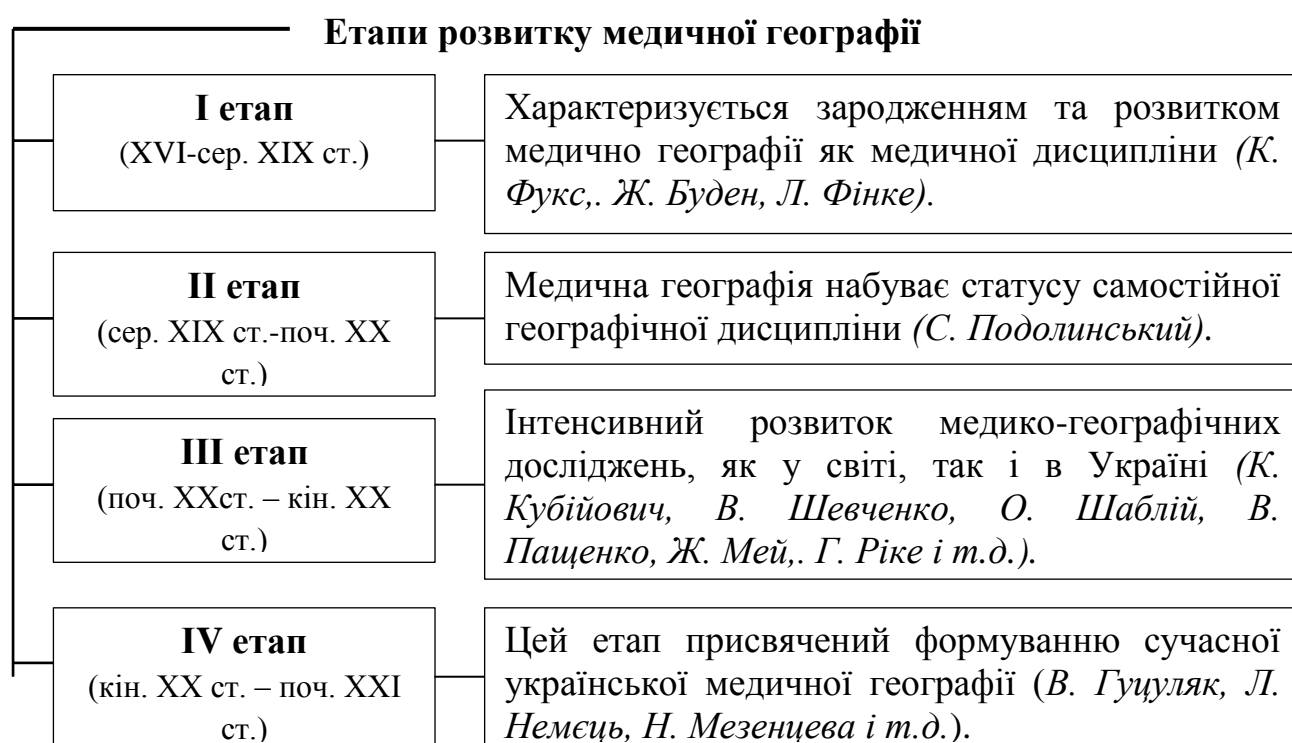 Етапи розвитку медичної географії
I етап
(XVI-сер. XIX ст.)
Характеризується зародженням та розвитком
медично географії як медичної дисципліни (К.
Фукс,. Ж. Буден, Л. Фінке).
II етап
(сер. XIX ст.-поч. XX
ст.)
Медична географія набуває статусу самостійної
географічної дисципліни (С. Подолинський).
III етап
(поч. XXст. – кін. XX
ст.)
Інтенсивний розвиток медико-географічних
досліджень, як у світі, так і в Україні (К.
Кубійович, В. Шевченко, О. Шаблій, В.
Пащенко, Ж. Мей,. Г. Ріке і т.д.).
IV етап
(кін. XX ст. – поч. XXI
ст.)
Цей етап присвячений формуванню сучасної
української медичної географії (В. Гуцуляк, Л.
Немєць, Н. Мезенцева і т.д.).